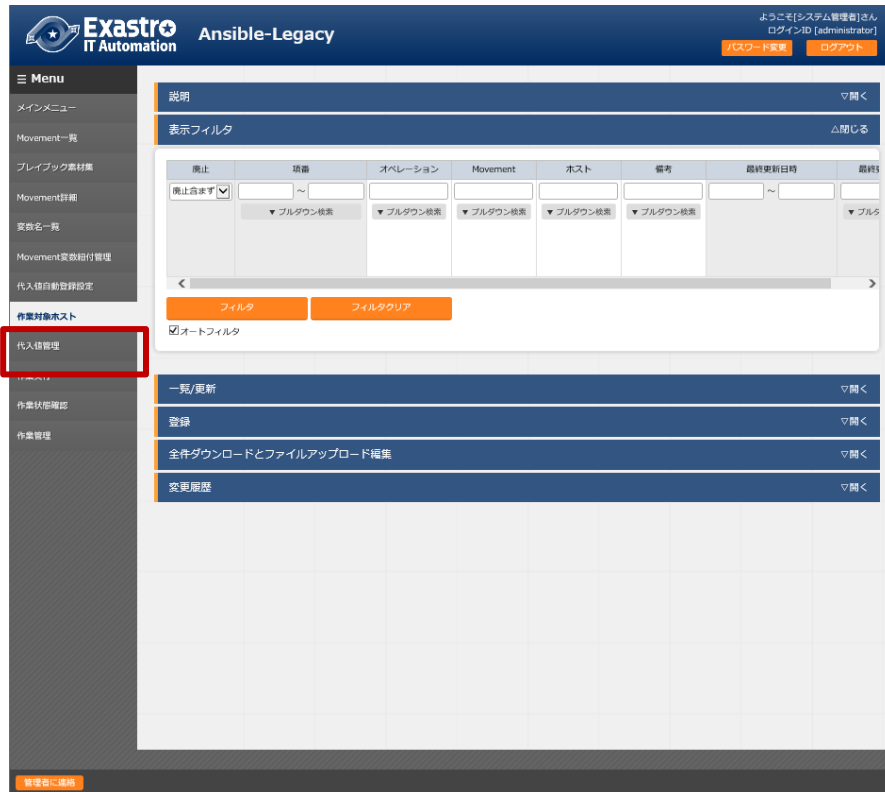 Exastro
IT Automation
Ansible-Legacy
ようこそ[システム管理者]さん
ログインID [administrator]
パスワード変更
ログアウト
Menu
メインメニュー
Movement一覧
プレイブック素材集
Movement詳細
変数名一覧
Movement変数紐付管理
代入値自動登録設定
作業対象ホスト
代入値管理
作業状態確認
作業管理
説明
▽開く
表示フィルタ
△閉じる
廃止 項番 オペレーション Movement ホスト 備考 最終更新日時
廃止含まず ～ ～
▼プルダウン検索 ▼プルダウン検索 ▼プルダウン検索 ▼プルダウン検索 ▼プルダウン検索
フィルタ フィルタクリア
オートフィルタ
一覧/更新
▽開く
登録
▽開く
全件ダウンロードとファイルアップロード編集
▽開く
変更履歴
▽開く
管理者に連絡